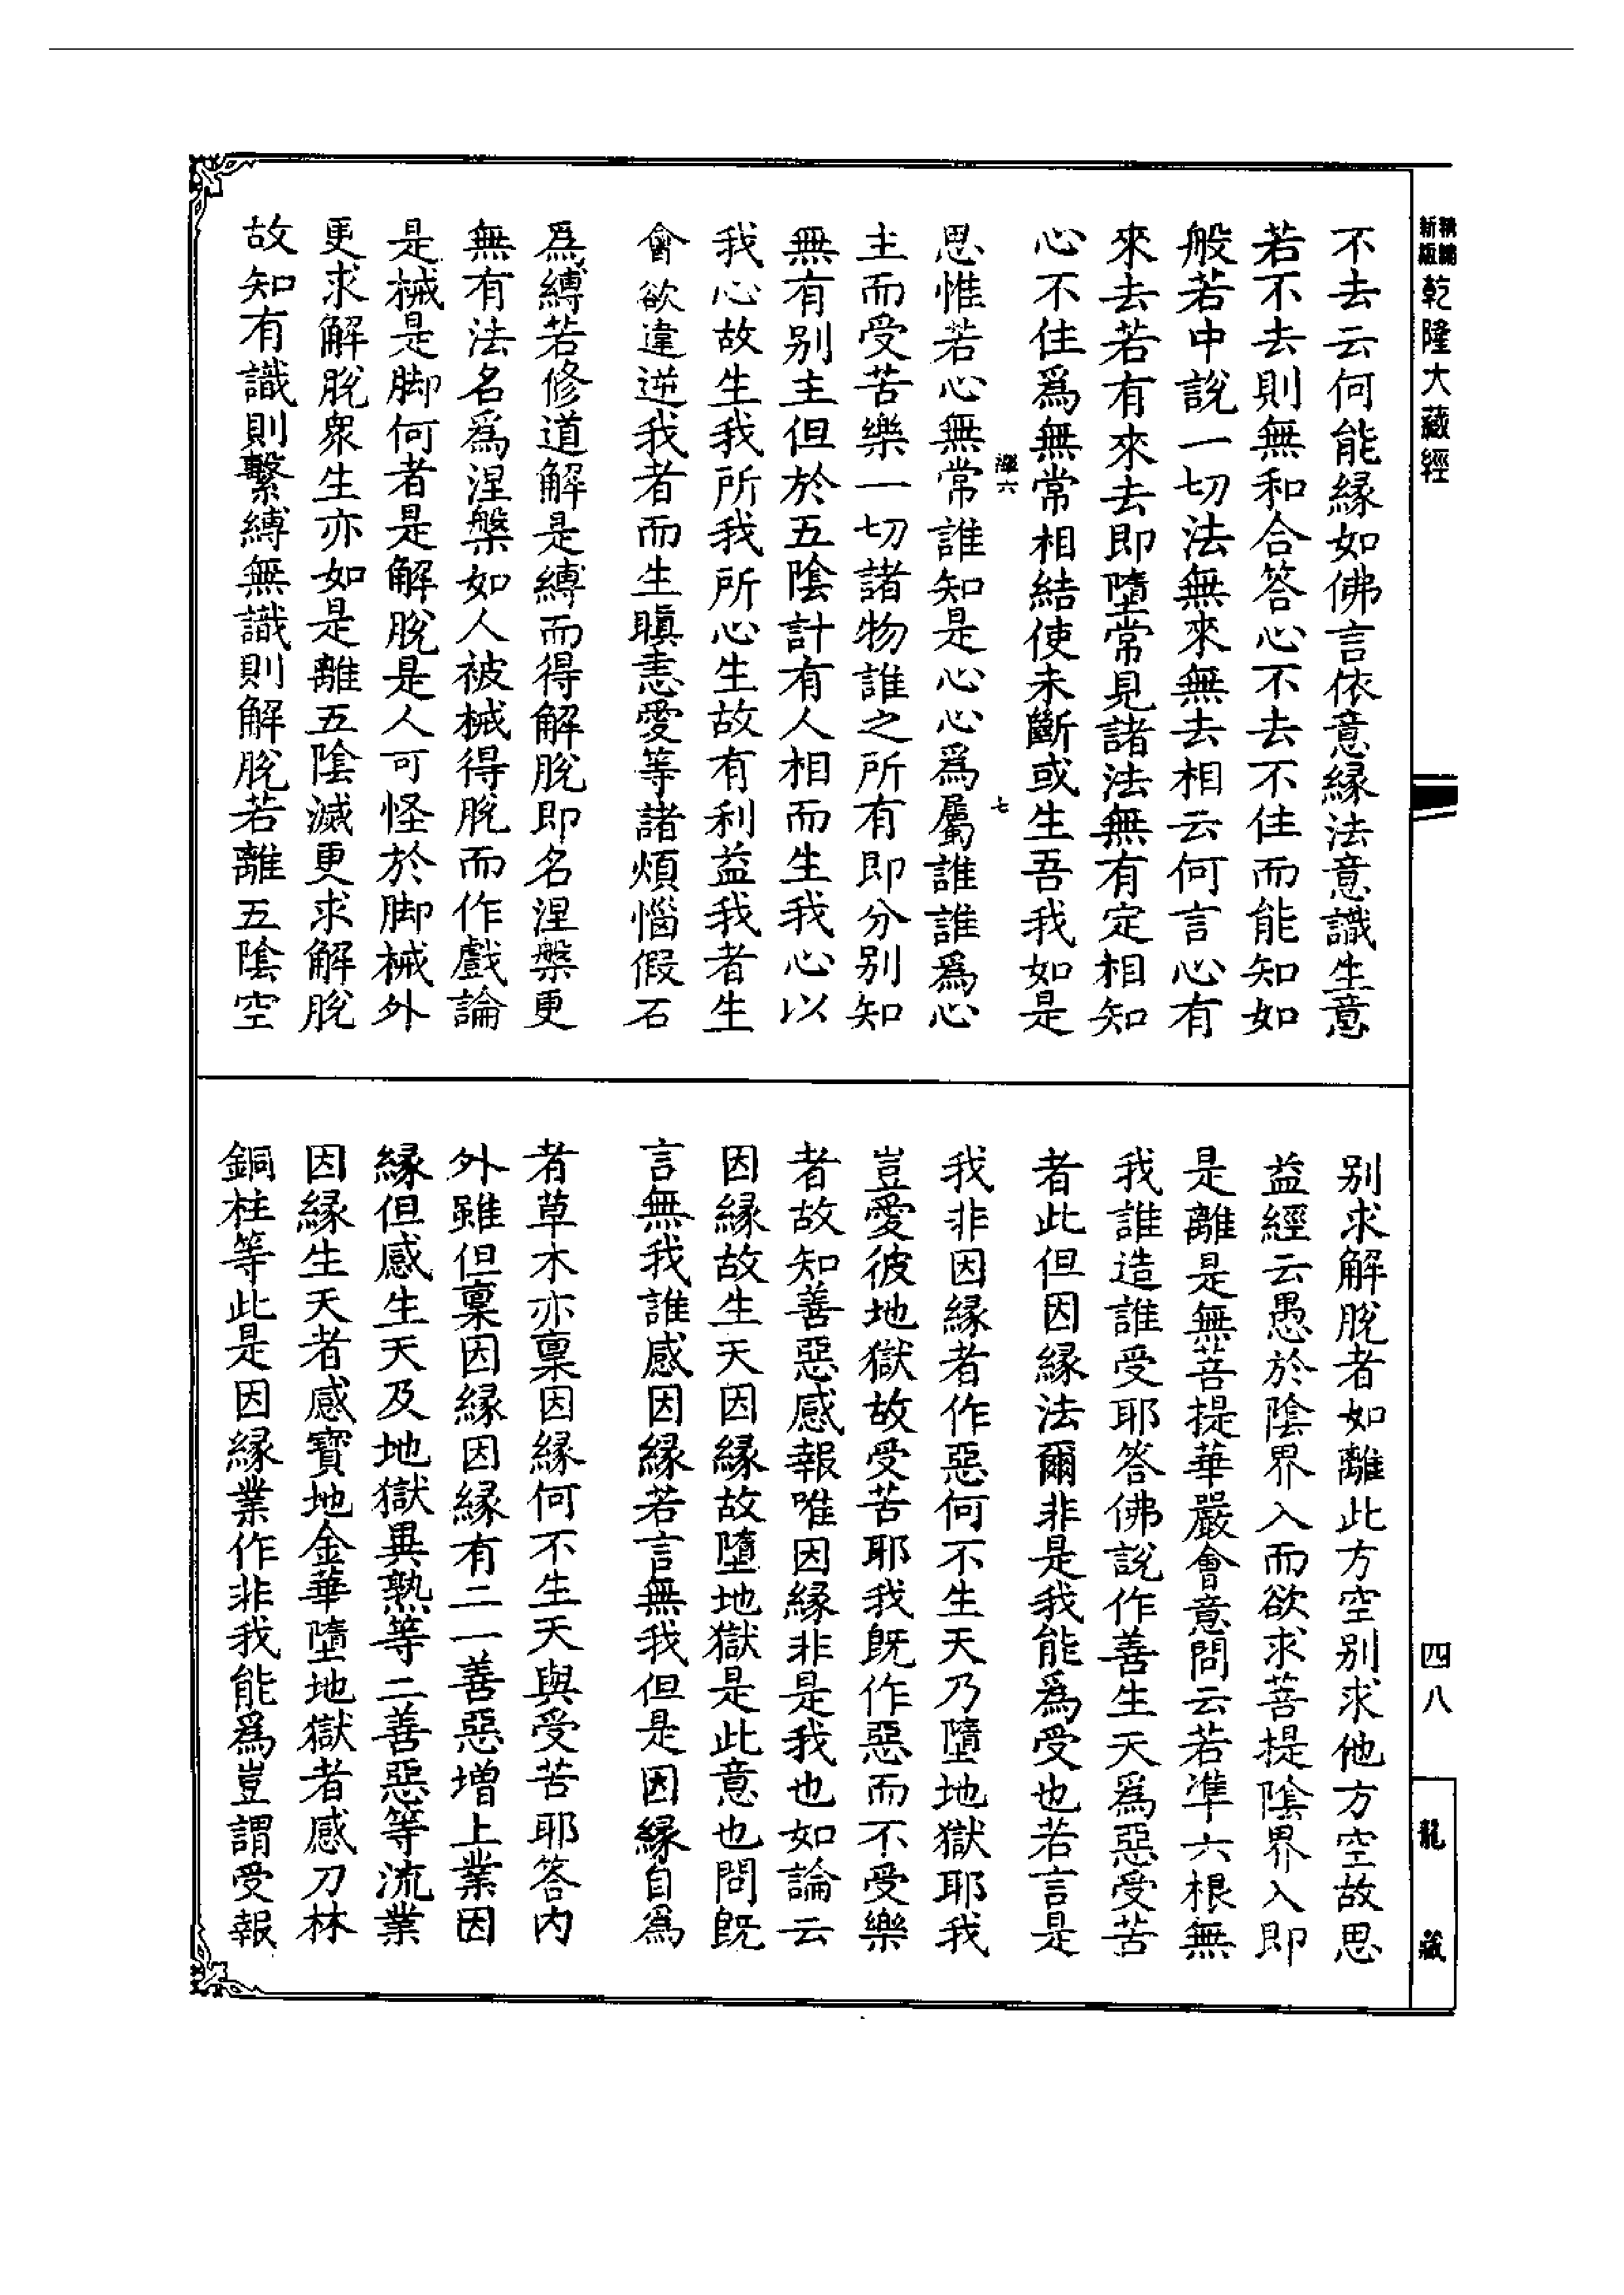 精編
新版
乾隆大藏經
不去云何能緣如佛言依意緣法意識生意
若不去則無和合答心不去不住而能知如
般若中說一切法無來無去相云何言心有
來去若有來去即墮常見諸法無有定相知
心不住爲無常相結使未斷或生吾我如是
六
七
思惟若心無常誰知是心心爲屬誰誰爲心
主而受苦樂一切諸物誰之所有即分別知
無有別主但於五陰計有人相而生我心以
我心故生我所我所心生故有利益我者生
會欲違逆我者而生瞋恚愛等諸煩惱假石
爲縛若修道解是縛而得解脫即名涅槃更
無有法名爲涅槃如人被械得脫而作戲論
是械是脚何者是解脫是人可怪於脚械外
更求解脫衆生亦如是離五陰滅更求解脫
故知有識則繫縛無識則解脫若離五陰空
別求解脫者如離此方空別求他方空故思
益經云愚於陰界入而欲求菩提陰界入即
是離是無菩提華嚴會意問云若準六根無
我誰造誰受耶答佛說作善生天爲惡受苦
者此但因緣法爾非是我能爲受也若言是
我非因緣者作惡何不生天乃墮地獄耶我
豈愛彼地獄故受苦耶我既作惡而不受樂
者故知善惡感報唯因緣非是我也如論云
因緣故生天因緣故墮地獄是此意也問既
言無我誰感因緣若言無我但是因緣自爲
者草木亦稟因緣何不生天與受苦耶答內
外雖但稟因緣因緣有二一善惡增上業因
緣但感生天及地獄異熟等二善惡等流業
因緣生天者感寶地金華墮地獄者感刀林
銅柱等此是因緣業作非我能爲豈謂受報
四八
龍藏